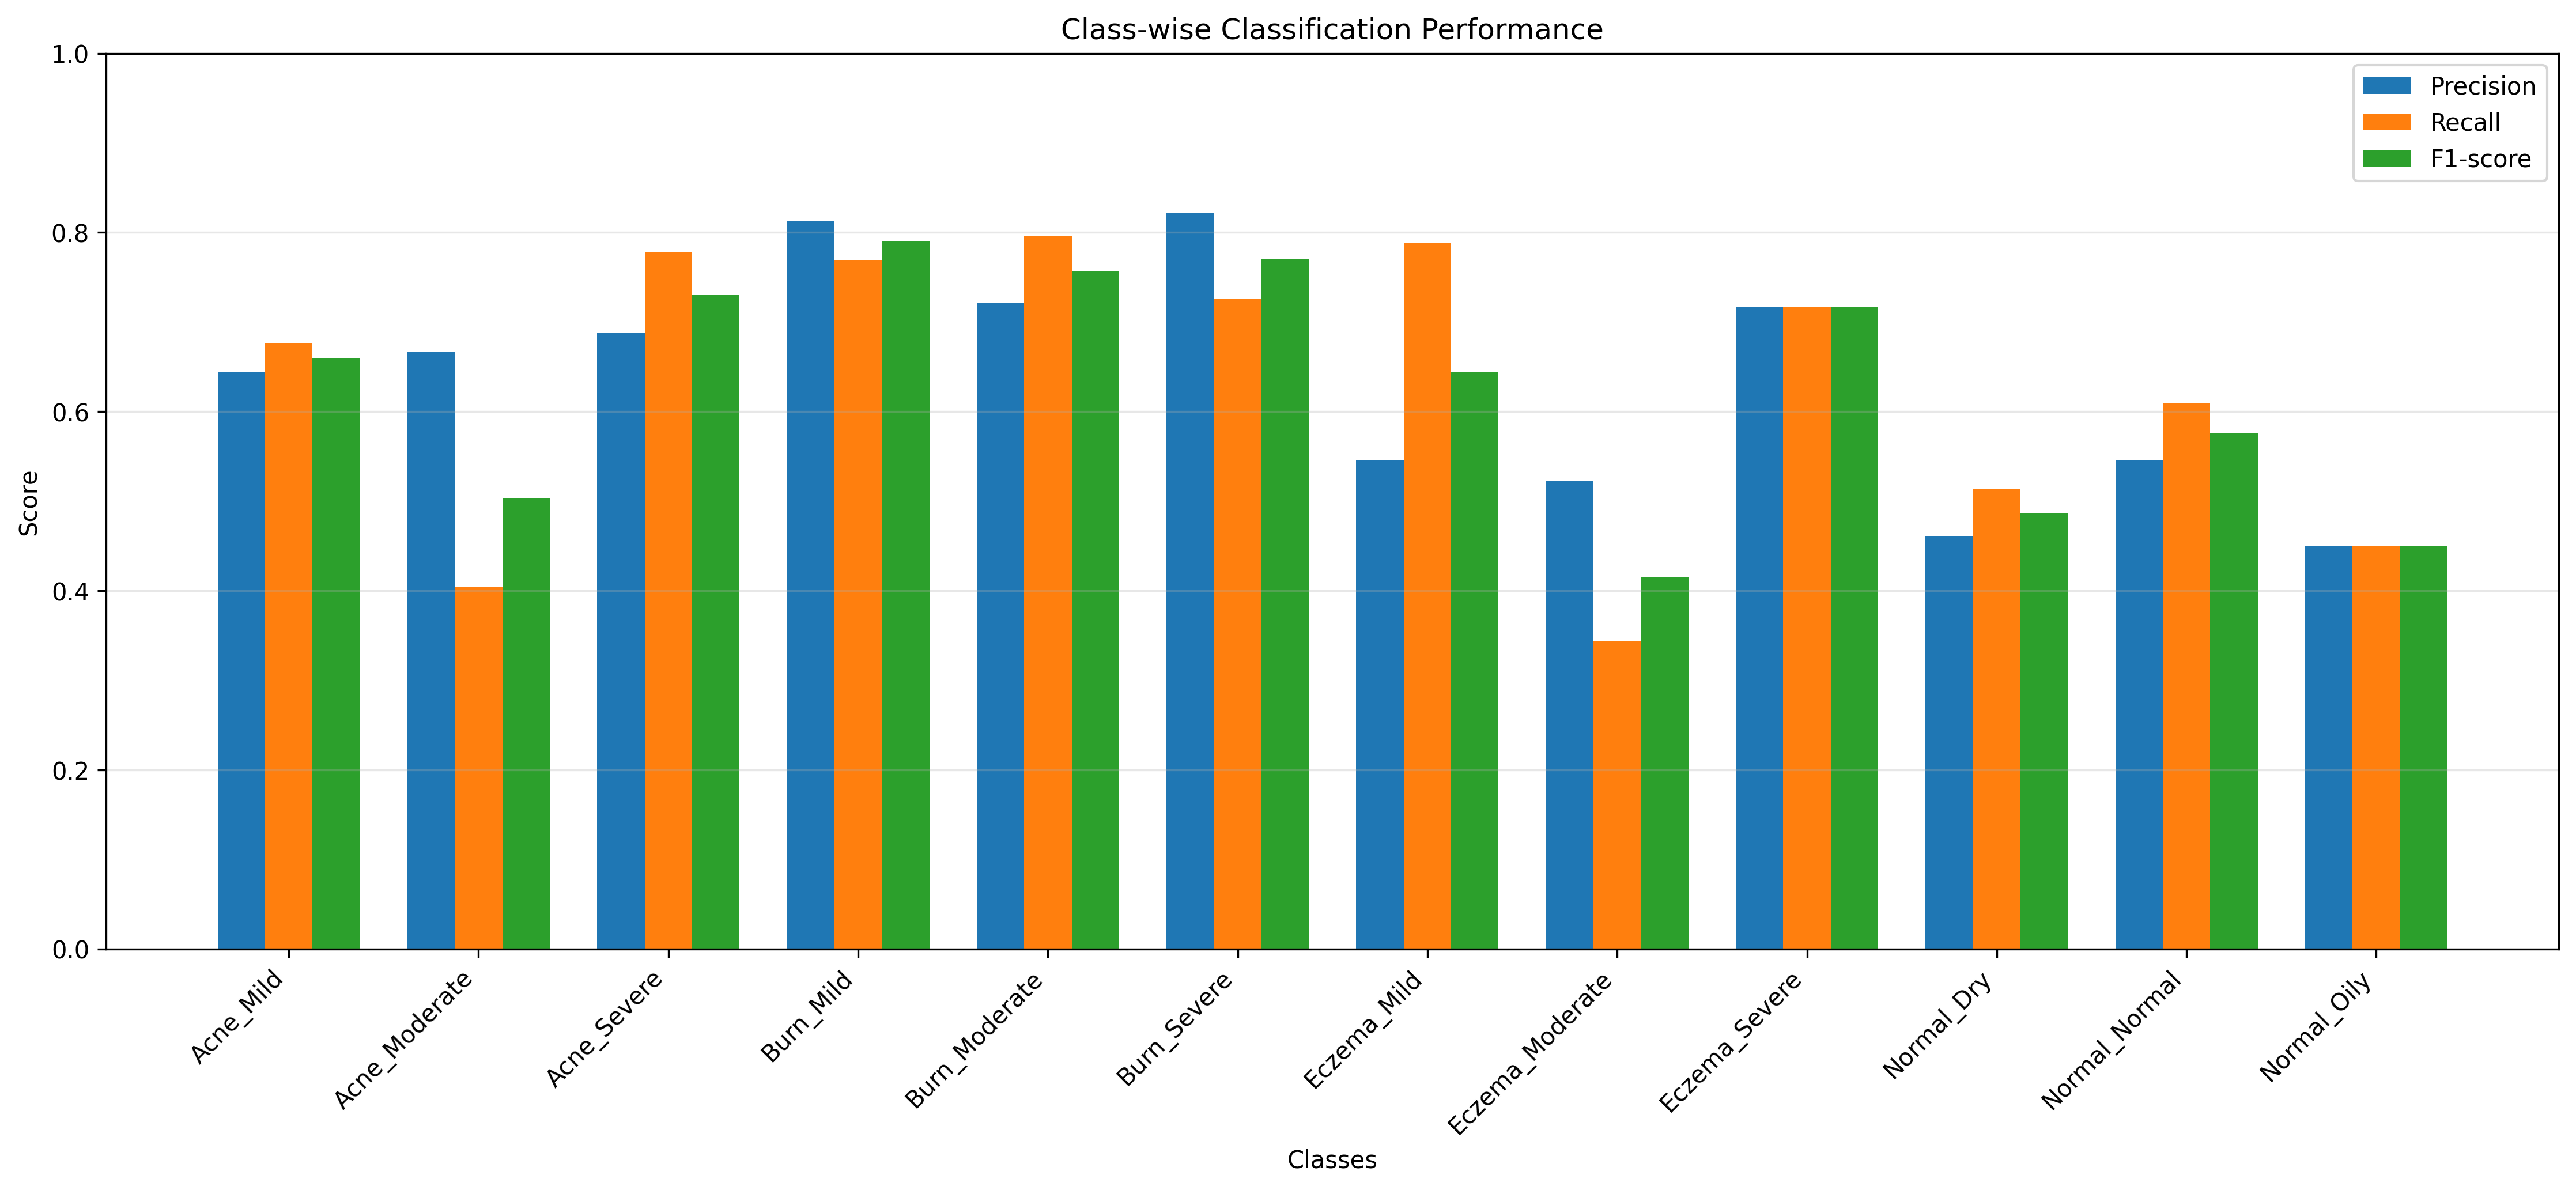 Class-wise Classification Performance
1.0
0.8
0.6
0.4
0.2
0.0
Score
Precision
Recall
F1-score
Acne_Mild
Acne_Moderate
Acne_Severe
Burn_Mild
Burn_Moderate
Burn_Severe
Eczema_Mild
Eczema_Moderate
Eczema_Severe
Normal_Dry
Normal_Normal
Normal_Oily
Classes